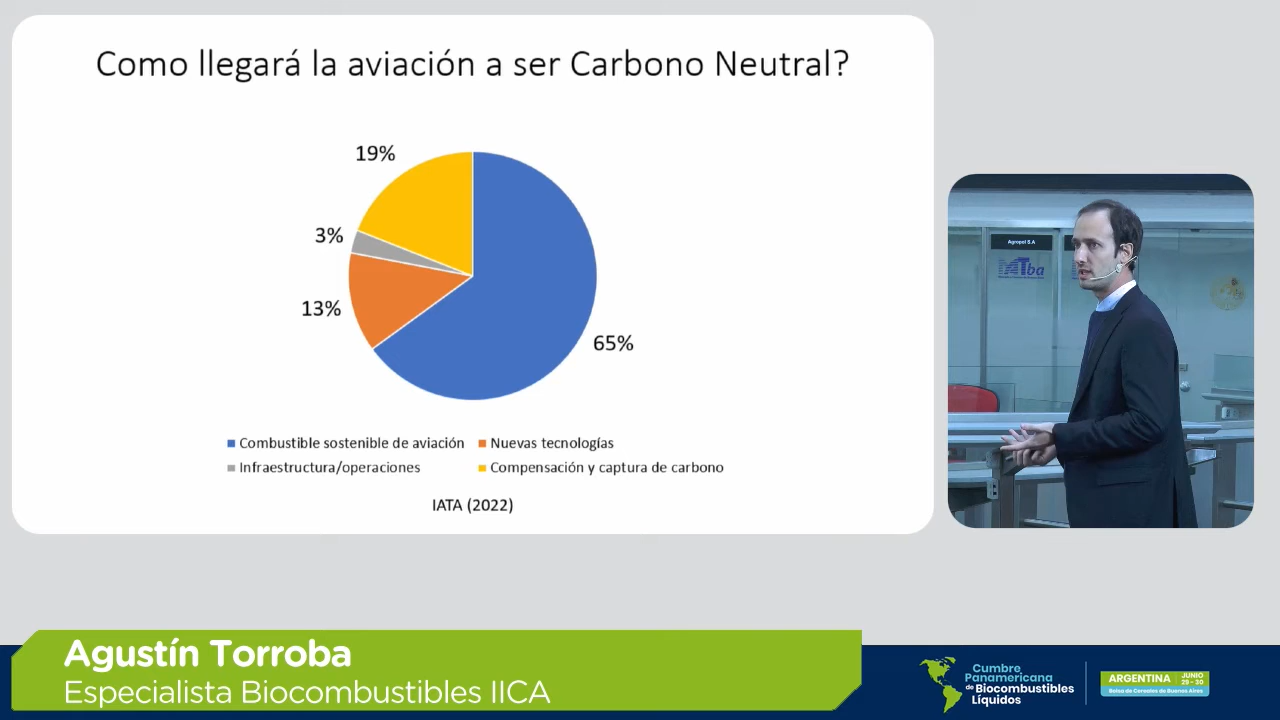 Como llegará la aviación a ser Carbono Neutral?
19%
3%
13%
65%
Combustible sostenible de aviación
Nuevas tecnologías
Infraestructura/operaciones
Compensación y captura de carbono
IATA (2022)
Agropol S.A
MTba
Agustín Torroba
Especialista Biocombustibles IICA
Cumbre
Panamericana
de Biocombustibles
Líquidos
ARGENTINA
JUNIO
29 - 30
Bolsa de Cereales de Buenos Aires